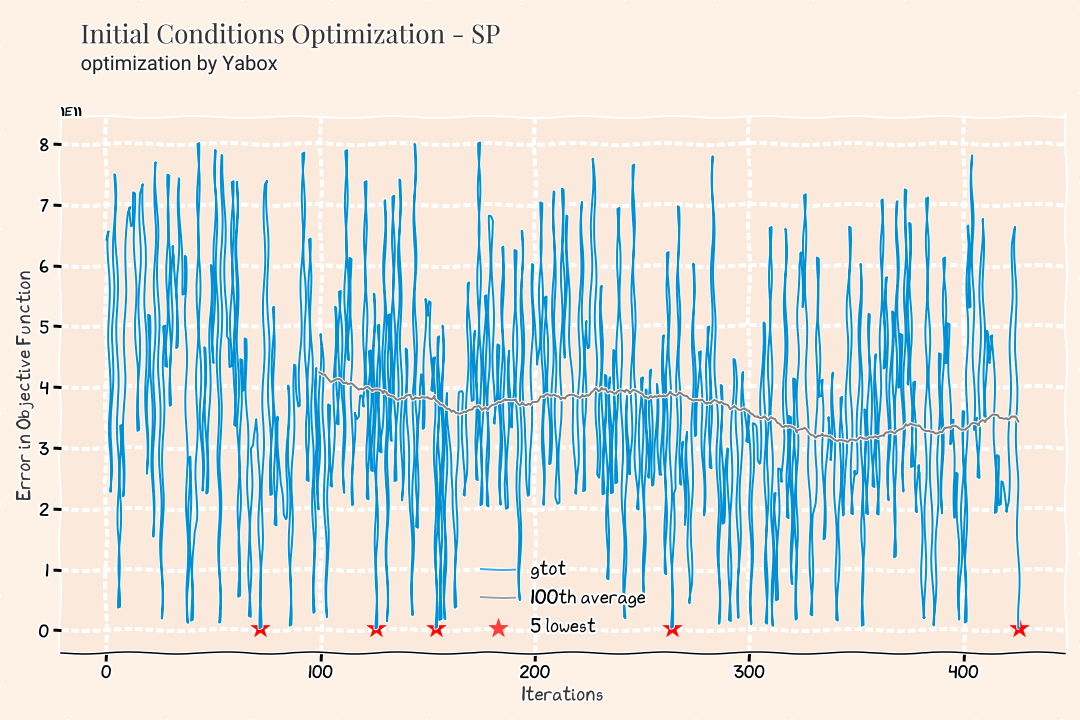 Initial Conditions Optimization - SP
optimization by Yabox
1E11
8
7
6
5
4
3
2
1
0
Error in Objective Function
gtot
100th average
5 lowest
0 100 200 300 400
Iterations